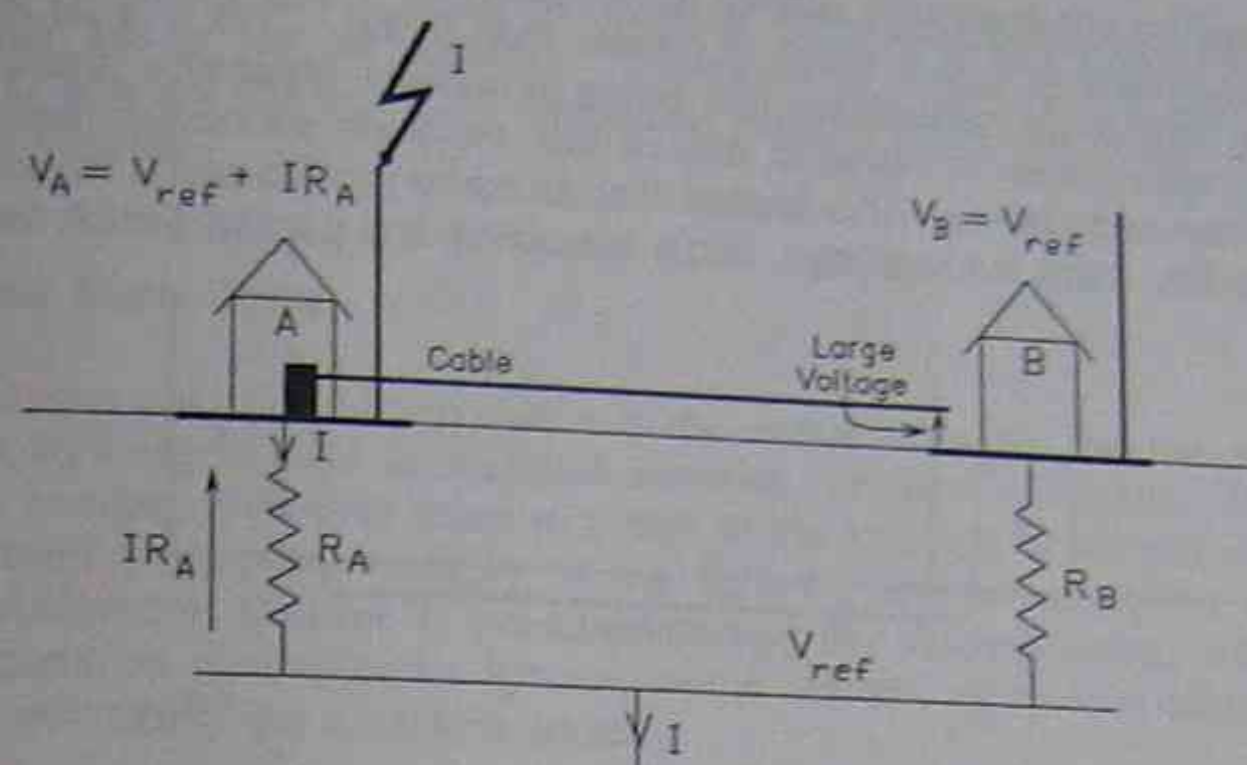 I
V_A = V_ref + IR_A
V_B = V_ref
A
B
Cable
Large
Voltage
I
IR_A
R_A
R_B
V_ref
I